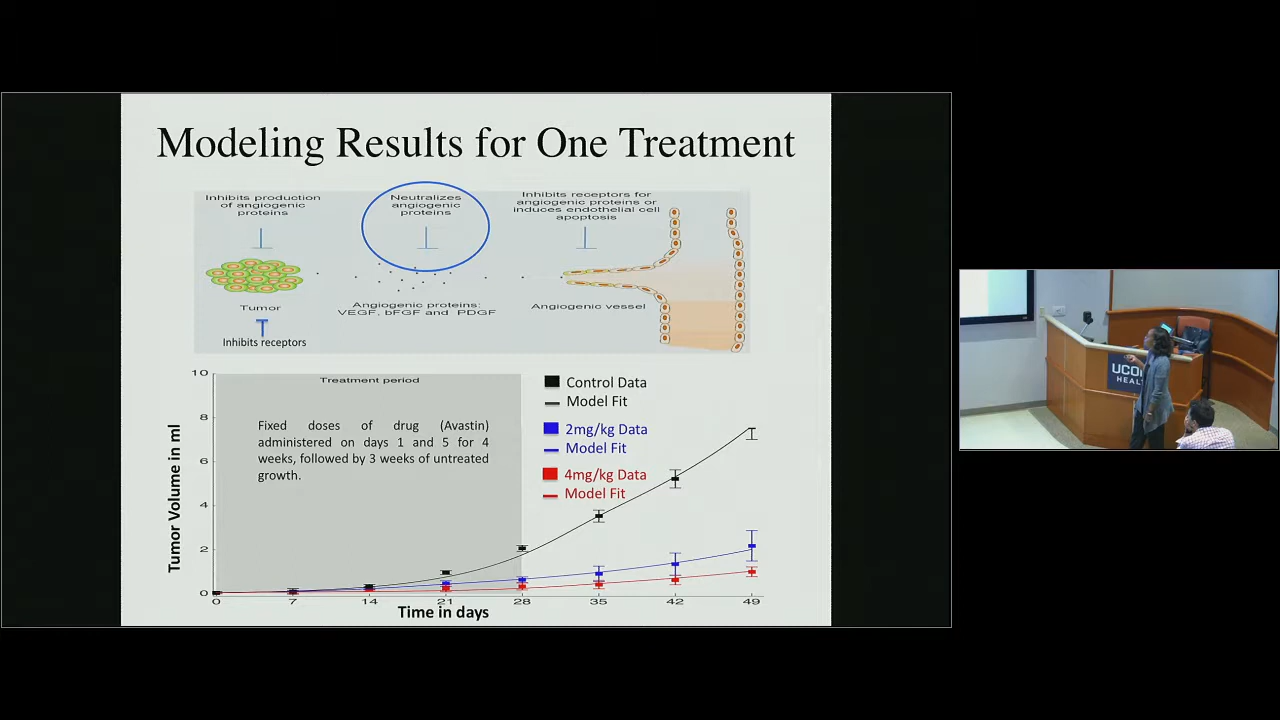 Modeling Results for One Treatment
Inhibits production
of angiogenic
proteins
Neutralizes
angiogenic
proteins
Inhibits receptors for
angiogenic proteins or
induces endothelial cell
apoptosis
Tumor
Angiogenic proteins:
VEGF, bFGF and PDGF
Angiogenic vessel
Inhibits receptors
Treatment period
Fixed doses of drug (Avastin)
administered on days 1 and 5 for 4
weeks, followed by 3 weeks of untreated
growth.
Control Data
Model Fit
2mg/kg Data
Model Fit
4mg/kg Data
Model Fit
Tumor Volume in ml
10
8
6
4
2
0
0 7 14 21 28 35 42 49
Time in days
UCO
HEAL